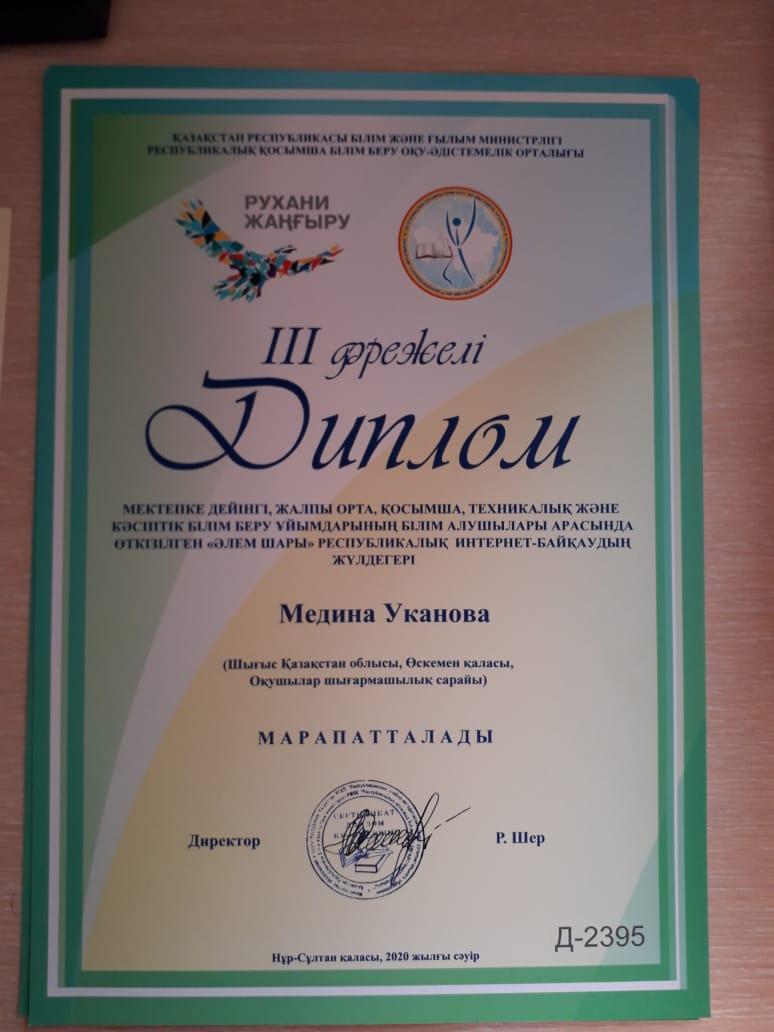 ҚАЗАҚСТАН РЕСПУБЛИКАСЫ БІЛІМ ЖӘНЕ ҒЫЛЫМ МИНИСТРЛІГІ
РЕСПУБЛИКАЛЫҚ ҚОСЫМША БІЛІМ БЕРУ ОҚУ-ӘДІСТЕМЕЛІК ОРТАЛЫҒЫ
РУХАНИ
ЖАҢҒЫРУ
III дәрежелі
Диплом
МЕКТЕПКЕ ДЕЙІНГІ, ЖАЛПЫ ОРТА, ҚОСЫМША, ТЕХНИКАЛЫҚ ЖӘНЕ
КӘСІПТІК БІЛІМ БЕРУ ҰЙЫМДАРЫНЫҢ БІЛІМ АЛУШЫЛАРЫ АРАСЫНДА
ӨТКІЗІЛГЕН «ӘЛЕМ ШАРЫ» РЕСПУБЛИКАЛЫҚ ИНТЕРНЕТ-БАЙҚАУДЫҢ
ЖҮЛДЕГЕРІ
Медина Уканова
(Шығыс Қазақстан облысы, Өскемен қаласы,
Оқушылар шығармашылық сарайы)
МАРАПАТТАЛАДЫ
СЕРТИФИКАТ
ДИПЛОМ
Директор
Р. Шер
Д-2395
Нұр-Сұлтан қаласы, 2020 жылғы сәуір